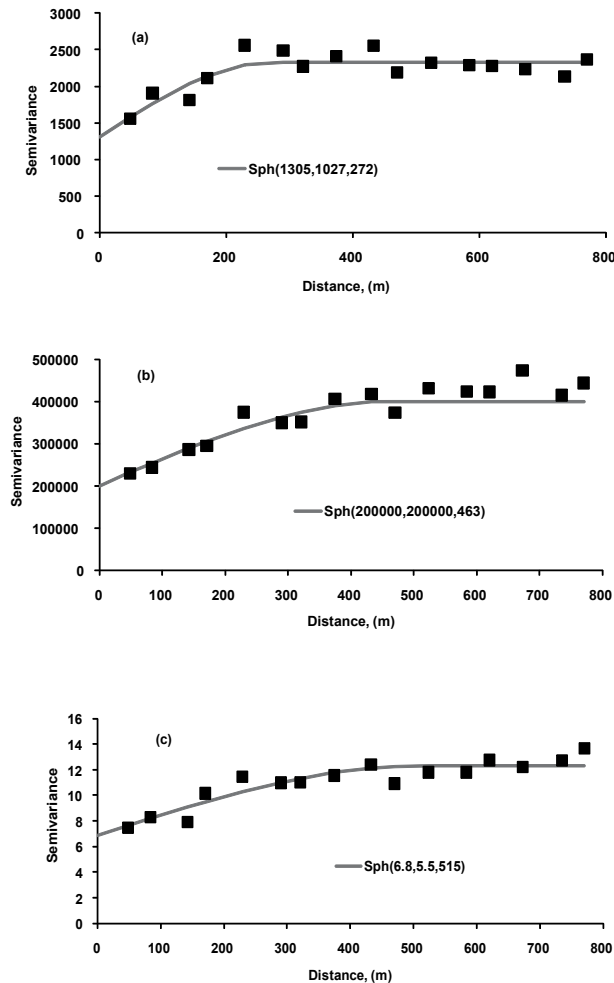 (a)
3000
2500
2000
1500
1000
500
0
Semivariance
Sph(1305,1027,272)
0 200 400 600 800
Distance, (m)
(b)
500000
400000
300000
200000
100000
0
Semivariance
Sph(200000,200000,463)
0 100 200 300 400 500 600 700 800
Distance, (m)
(c)
16
14
12
10
8
6
4
2
0
Semivariance
Sph(6.8,5.5,515)
0 100 200 300 400 500 600 700 800
Distance, (m)